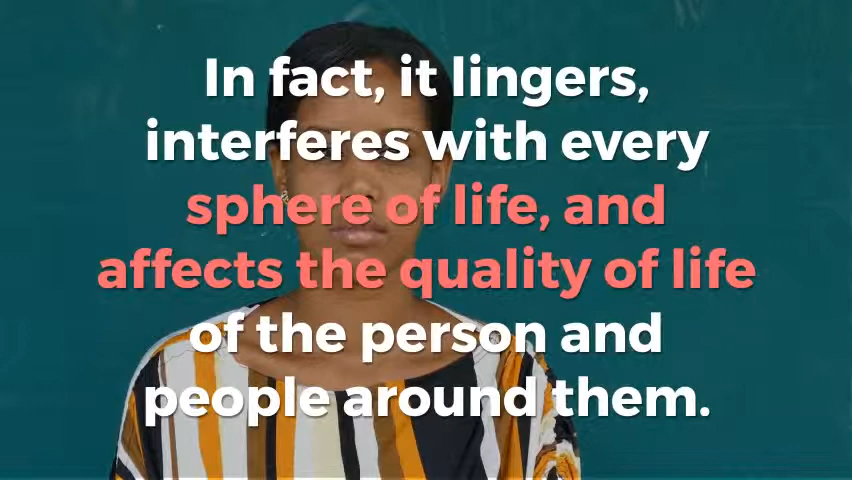 In fact, it lingers,
interferes with every
sphere of life, and
affects the quality of life
of the person and
people around them.